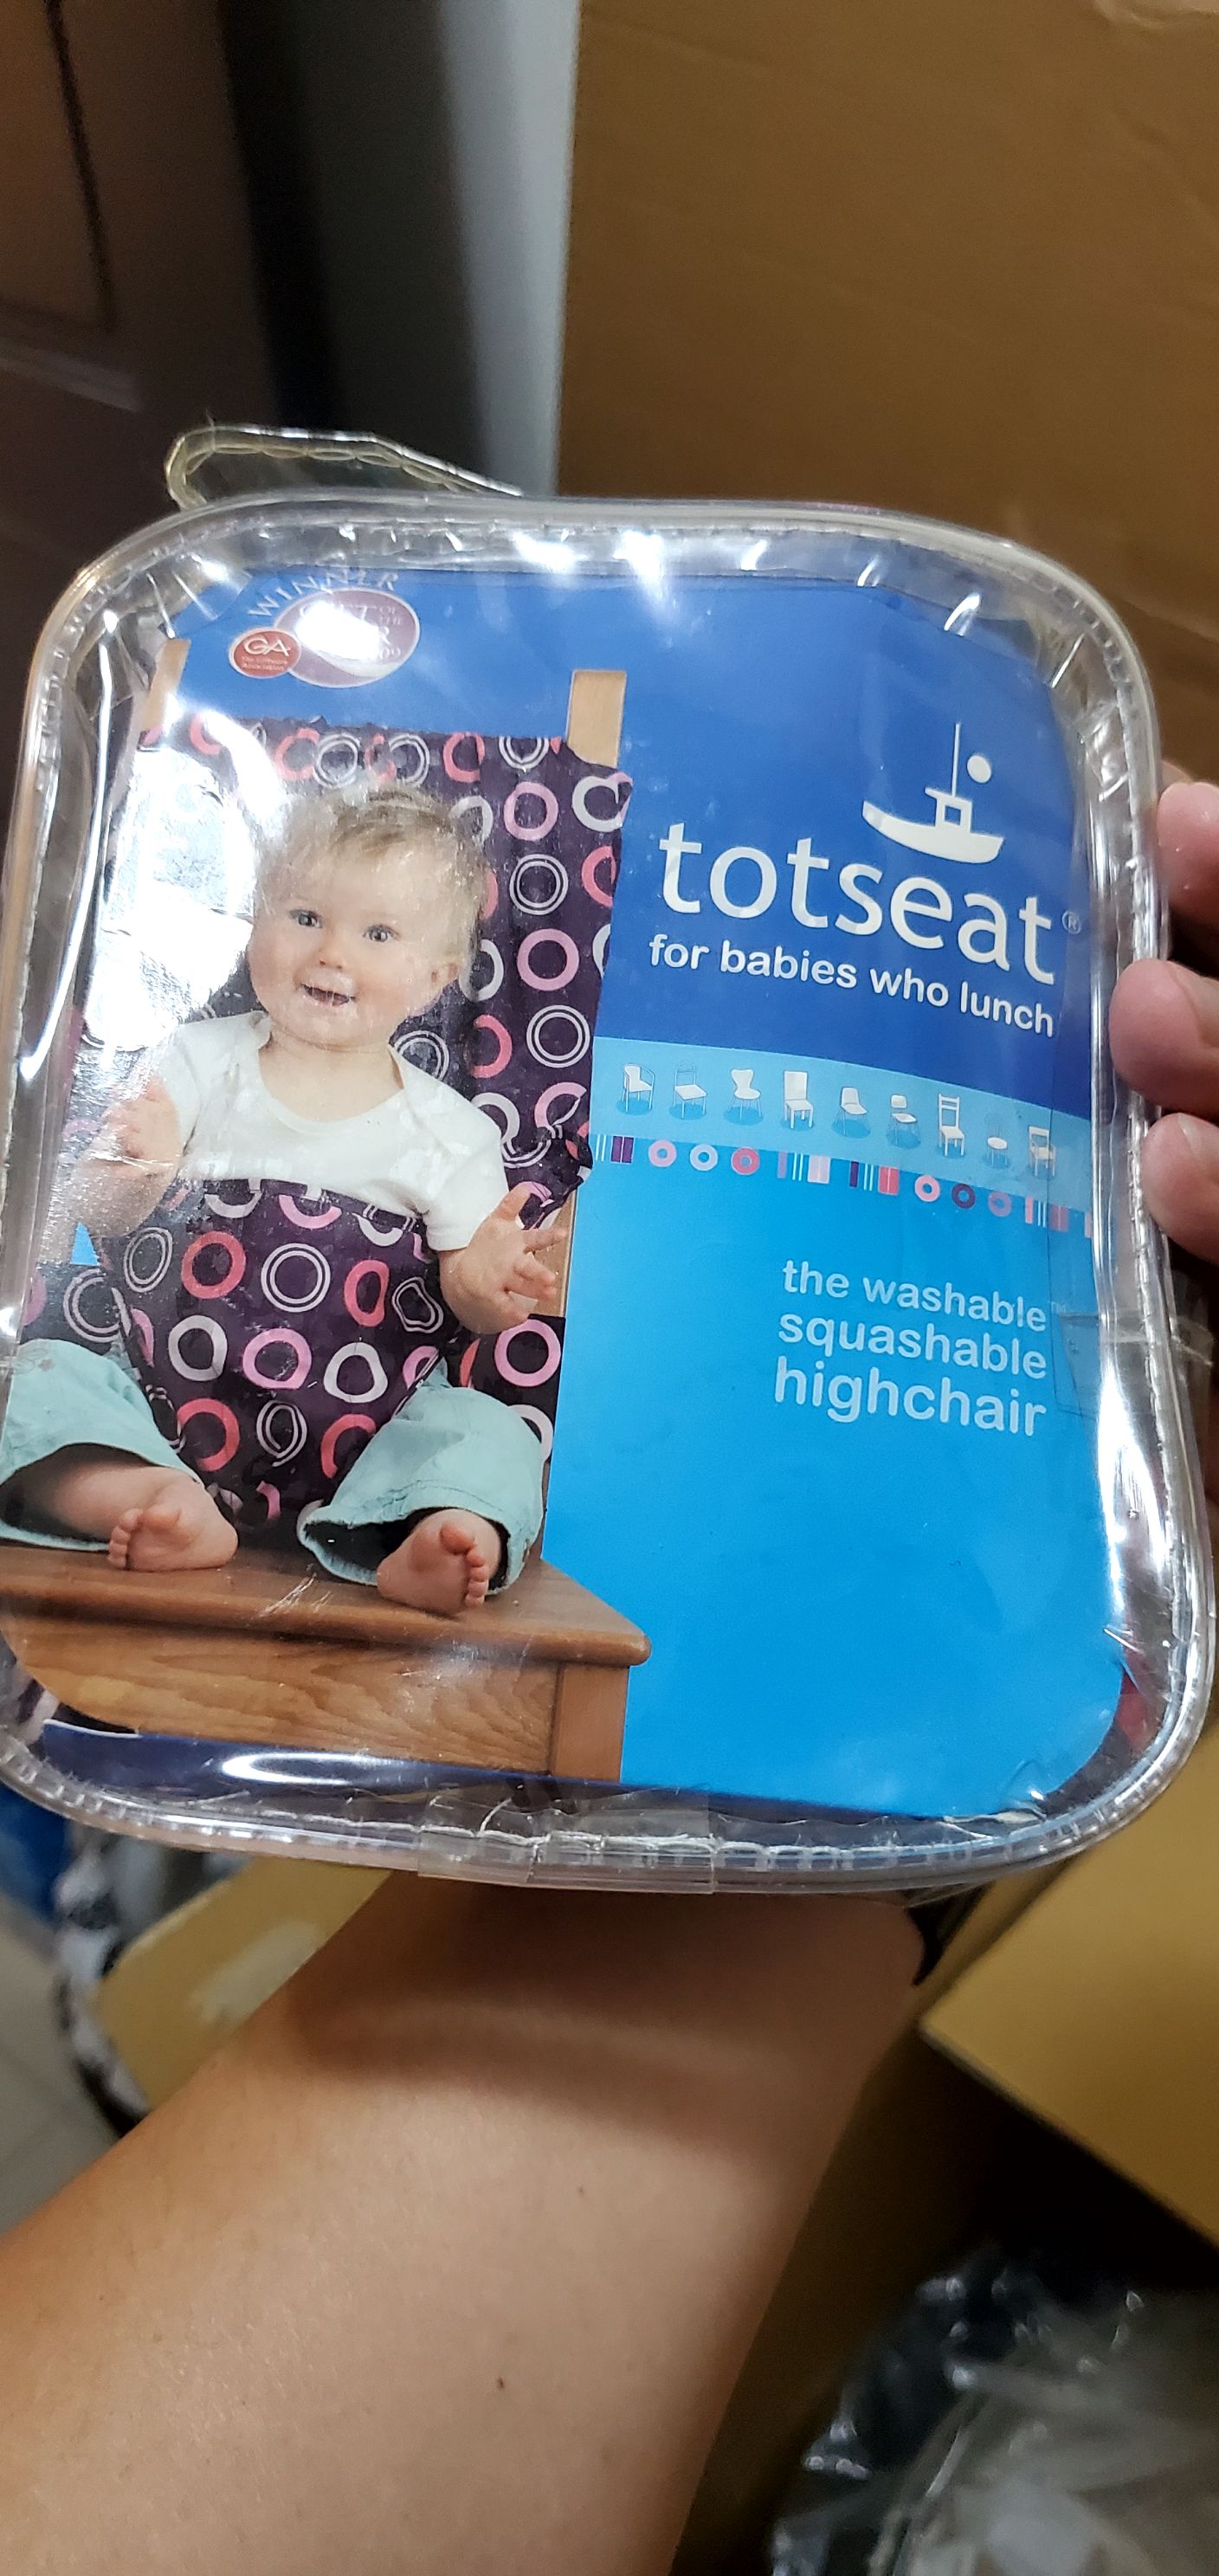 WINNER
GA
totseat®
for babies who lunch
the washable™
squashable
highchair